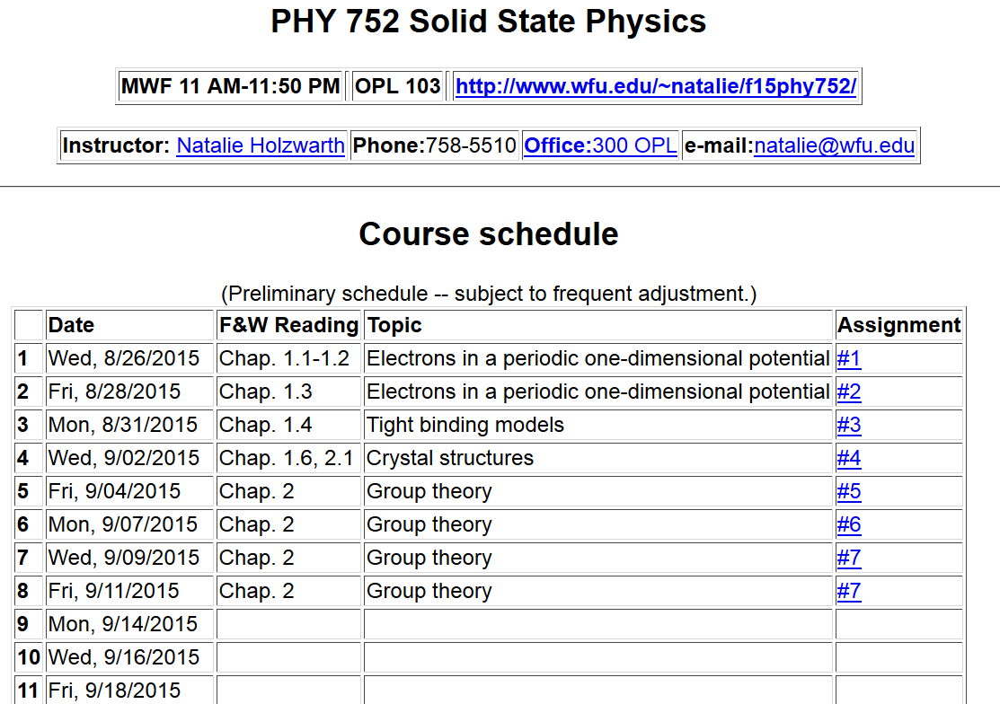 PHY 752 Solid State Physics
MWF 11 AM-11:50 PM OPL 103 http://www.wfu.edu/~natalie/f15phy752/
Instructor: Natalie Holzwarth Phone:758-5510 Office:300 OPL e-mail:natalie@wfu.edu
Course schedule
(Preliminary schedule -- subject to frequent adjustment.)
Date F&W Reading Topic Assignment
1 Wed, 8/26/2015 Chap. 1.1-1.2 Electrons in a periodic one-dimensional potential #1
2 Fri, 8/28/2015 Chap. 1.3 Electrons in a periodic one-dimensional potential #2
3 Mon, 8/31/2015 Chap. 1.4 Tight binding models #3
4 Wed, 9/02/2015 Chap. 1.6, 2.1 Crystal structures #4
5 Fri, 9/04/2015 Chap. 2 Group theory #5
6 Mon, 9/07/2015 Chap. 2 Group theory #6
7 Wed, 9/09/2015 Chap. 2 Group theory #7
8 Fri, 9/11/2015 Chap. 2 Group theory #7
9 Mon, 9/14/2015
10 Wed, 9/16/2015
11 Fri, 9/18/2015